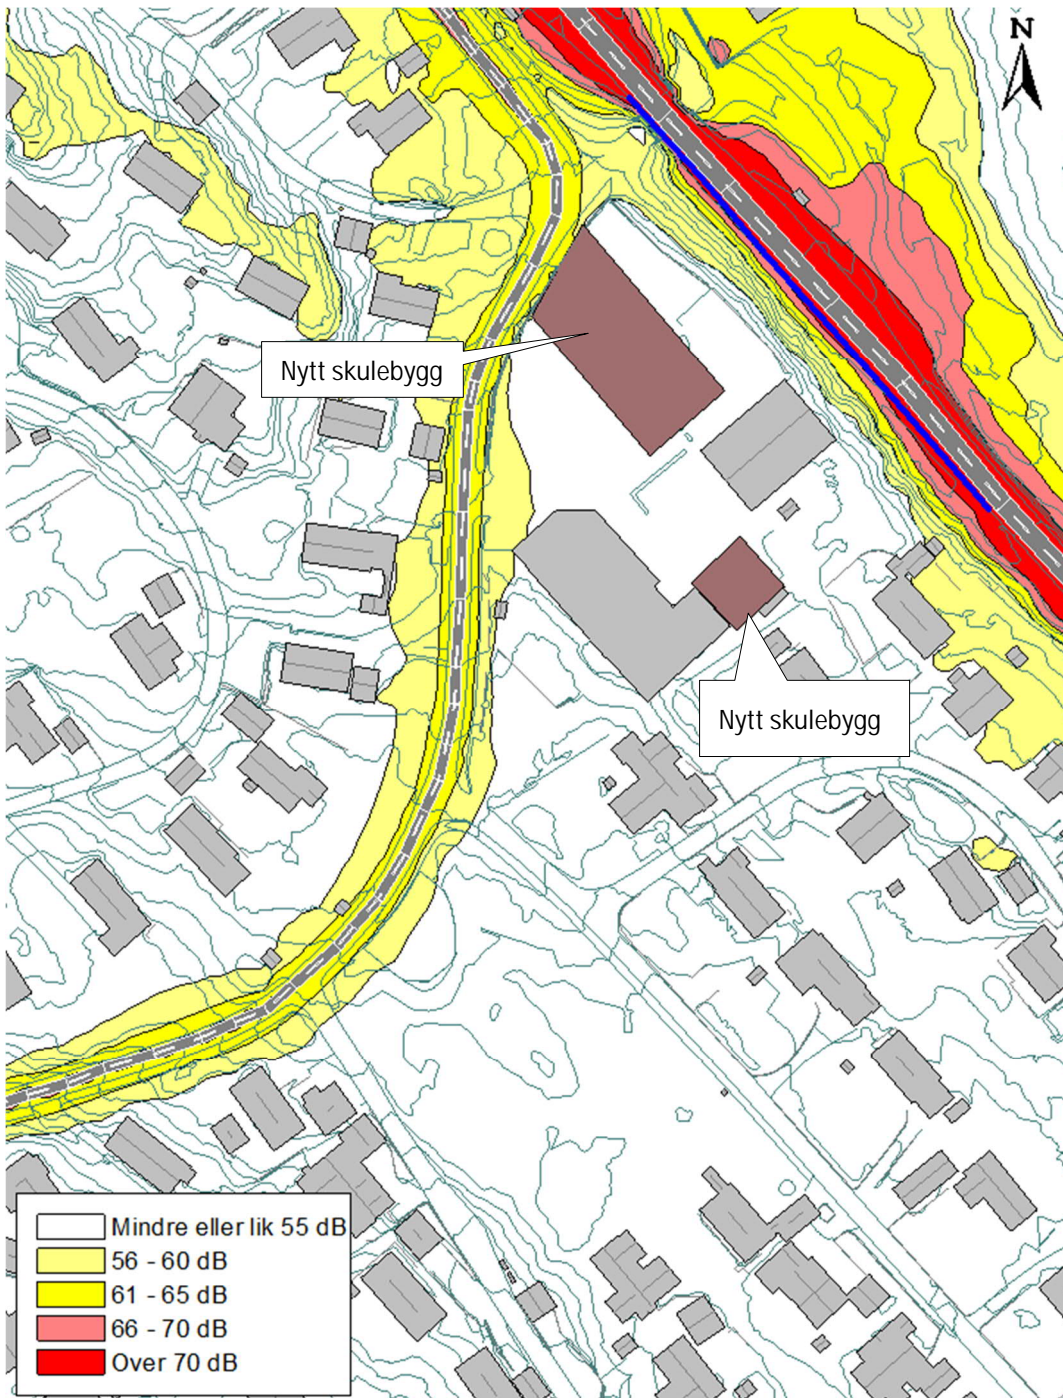 N
Nytt skulebygg
Nytt skulebygg
Mindre eller lik 55 dB
56 - 60 dB
61 - 65 dB
66 - 70 dB
Over 70 dB